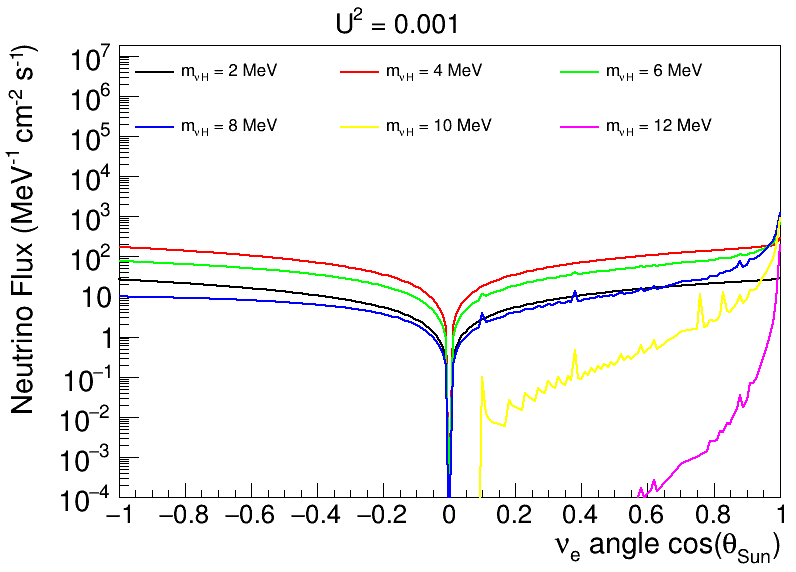 U² = 0.001
Neutrino Flux (MeV⁻¹ cm⁻² s⁻¹)
10⁷
10⁶
10⁵
10⁴
10³
10²
10
1
10⁻¹
10⁻²
10⁻³
10⁻⁴
m_νH = 2 MeV m_νH = 4 MeV m_νH = 6 MeV
m_νH = 8 MeV m_νH = 10 MeV m_νH = 12 MeV
−1 −0.8 −0.6 −0.4 −0.2 0 0.2 0.4 0.6 0.8 1
ν_e angle cos(θ_Sun)